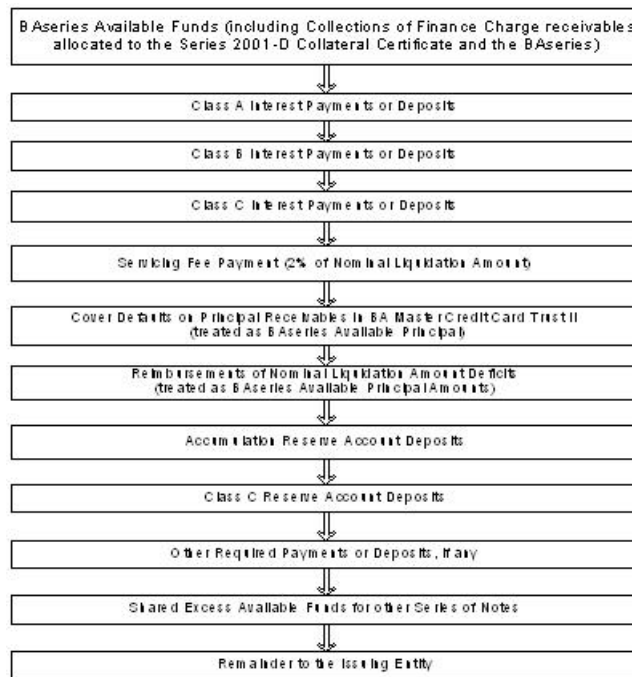 BAseries Available Funds (including Collections of Finance Charge receivables
allocated to the Series 2001-D Collateral Certificate and the BAseries)
Class A Interest Payments or Deposits
Class B Interest Payments or Deposits
Class C Interest Payments or Deposits
Servicing Fee Payment (2% of Nominal Liquidation Amount)
Cover Defaults on Principal Receivables in BA Master Credit Card Trust II
(treated as BAseries Available Principal)
Reimbursements of Nominal Liquidation Amount Deficits
(treated as BAseries Available Principal Amounts)
Accumulation Reserve Account Deposits
Class C Reserve Account Deposits
Other Required Payments or Deposits, if any
Shared Excess Available Funds for other Series of Notes
Remainder to the Issuing Entity